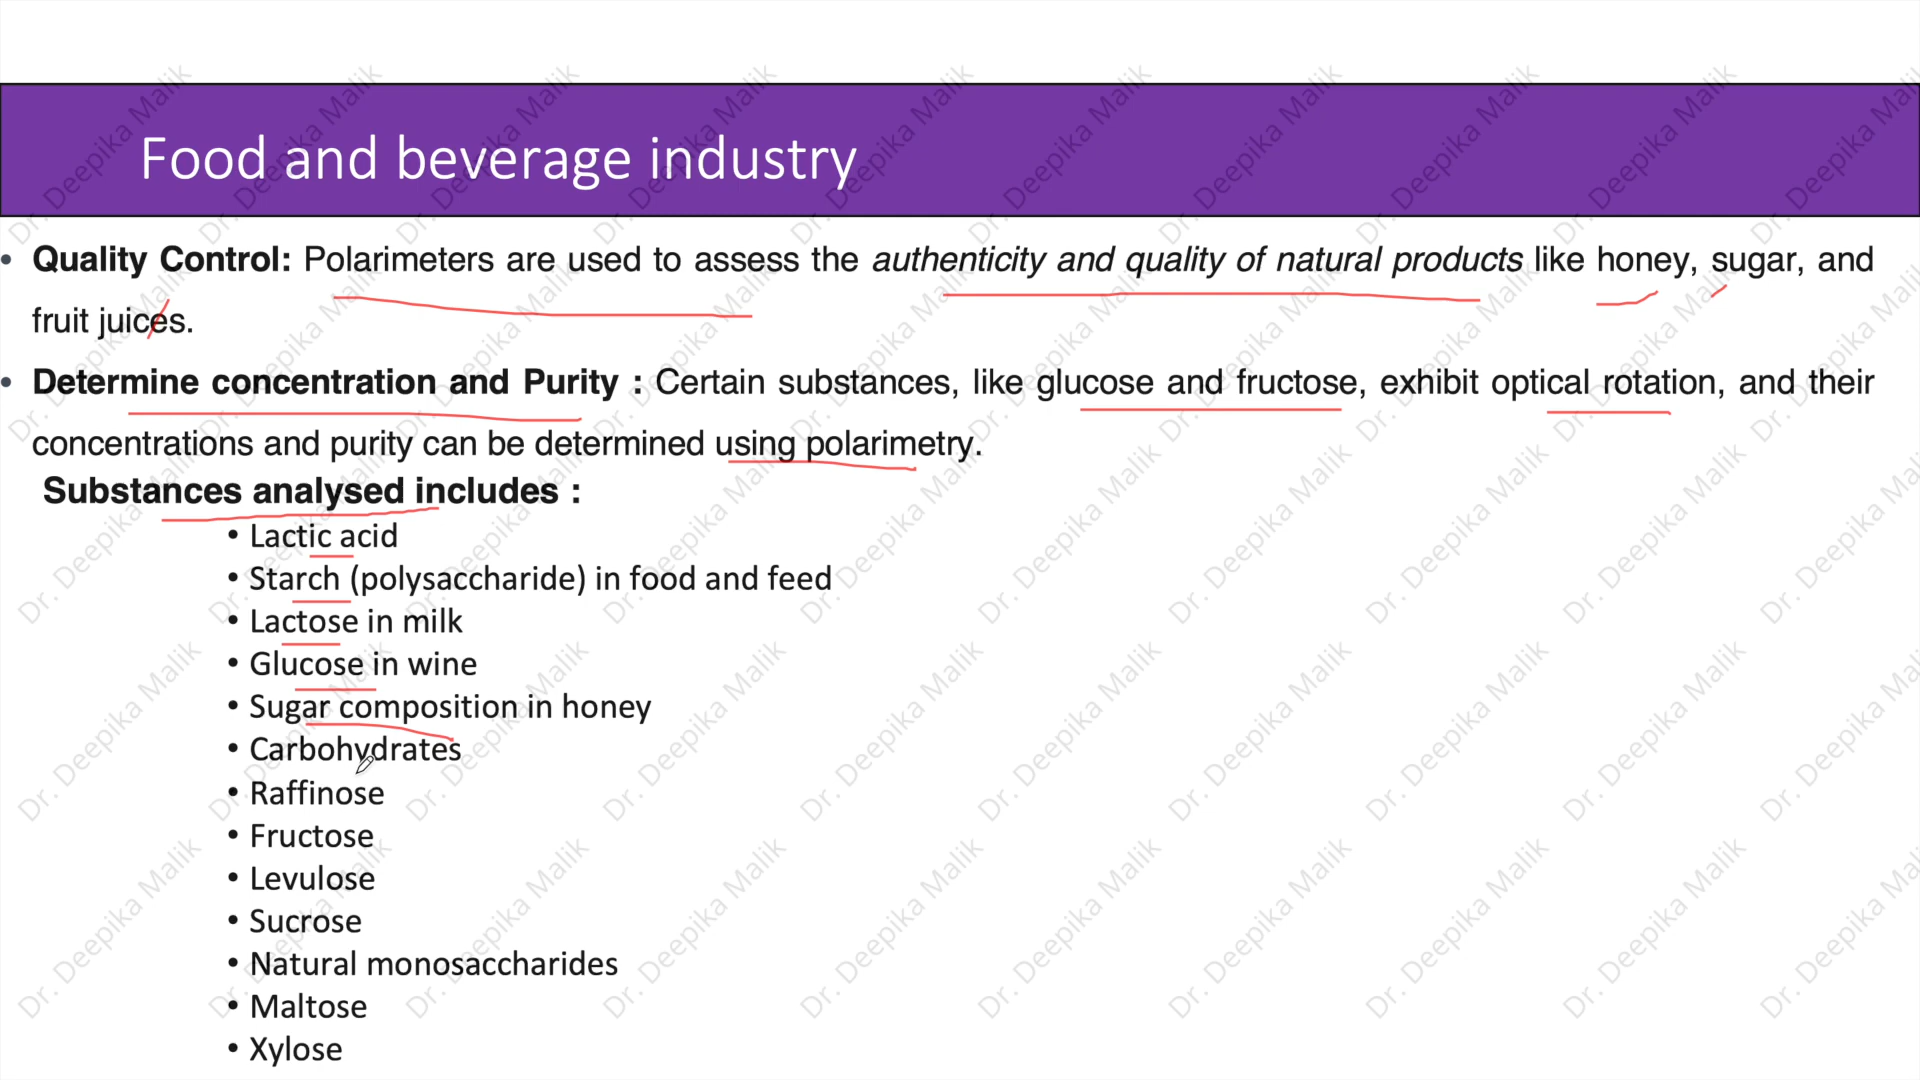 Food and beverage industry
• Quality Control: Polarimeters are used to assess the authenticity and quality of natural products like honey, sugar, and
fruit juices.
• Determine concentration and Purity : Certain substances, like glucose and fructose, exhibit optical rotation, and their
concentrations and purity can be determined using polarimetry.
Substances analysed includes :
• Lactic acid
• Starch (polysaccharide) in food and feed
• Lactose in milk
• Glucose in wine
• Sugar composition in honey
• Carbohydrates
• Raffinose
• Fructose
• Levulose
• Sucrose
• Natural monosaccharides
• Maltose
• Xylose
Dr. Deepika Malik